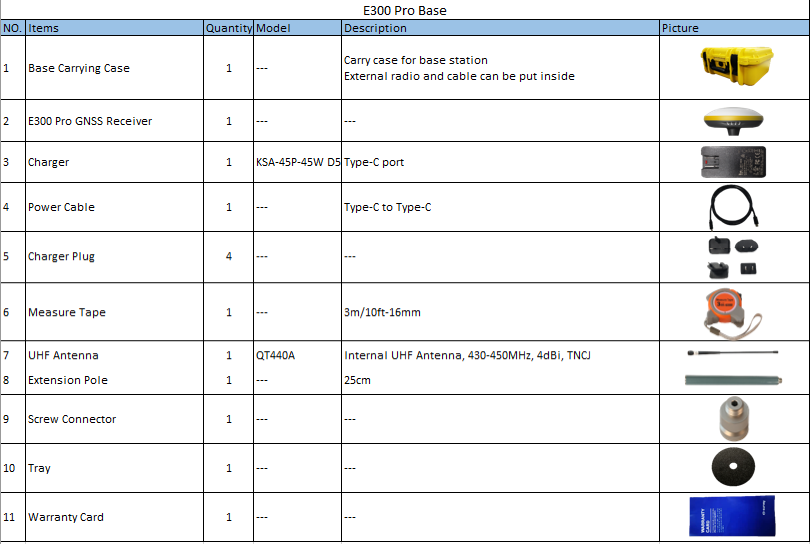 E300 Pro Base
NO. Items Quantity Model Description Picture
1 Base Carrying Case 1 --- Carry case for base station
External radio and cable can be put inside
2 E300 Pro GNSS Receiver 1 --- ---
3 Charger 1 KSA-45P-45W D5 Type-C port
4 Power Cable 1 --- Type-C to Type-C
5 Charger Plug 4 --- ---
6 Measure Tape 1 --- 3m/10ft-16mm
7 UHF Antenna 1 QT440A Internal UHF Antenna, 430-450MHz, 4dBi, TNCJ
8 Extension Pole 1 --- 25cm
9 Screw Connector 1 --- ---
10 Tray 1 --- ---
11 Warranty Card 1 --- ---
WARRANTY
CARD